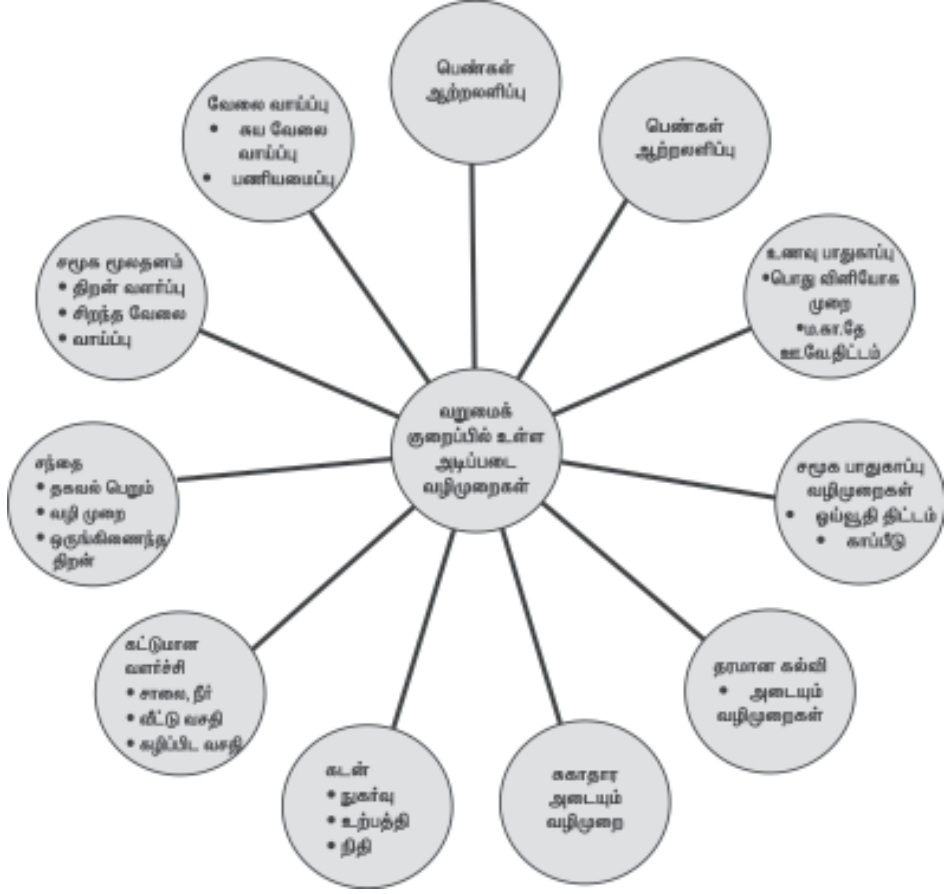 பெண்கள்
ஆற்றலளிப்பு
பெண்கள்
ஆற்றலளிப்பு
உணவு பாதுகாப்பு
•பொது வினியோக
முறை
•ம.கா.தே
ஊ.வே.திட்டம்
சமூக பாதுகாப்பு
வழிமுறைகள்
• ஓய்வூதி திட்டம்
• காப்பீடு
தரமான கல்வி
• அடையும்
வழிமுறைகள்
சுகாதார
அடையும்
வழிமுறை
கடன்
• நுகர்வு
• உற்பத்தி
• நிதி
கட்டுமான
வளர்ச்சி
• சாலை, நீர்
• வீட்டு வசதி
• கழிப்பிட வசதி
சந்தை
• தகவல் பெறும்
• வழி முறை
• ஒருங்கிணைந்த
திறன்
சமூக மூலதனம்
• திறன் வளர்ப்பு
• சிறந்த வேலை
• வாய்ப்பு
வேலை வாய்ப்பு
• சுய வேலை
வாய்ப்பு
• பணியமைப்பு
வறுமைக்
குறைப்பில் உள்ள
அடிப்படை
வழிமுறைகள்